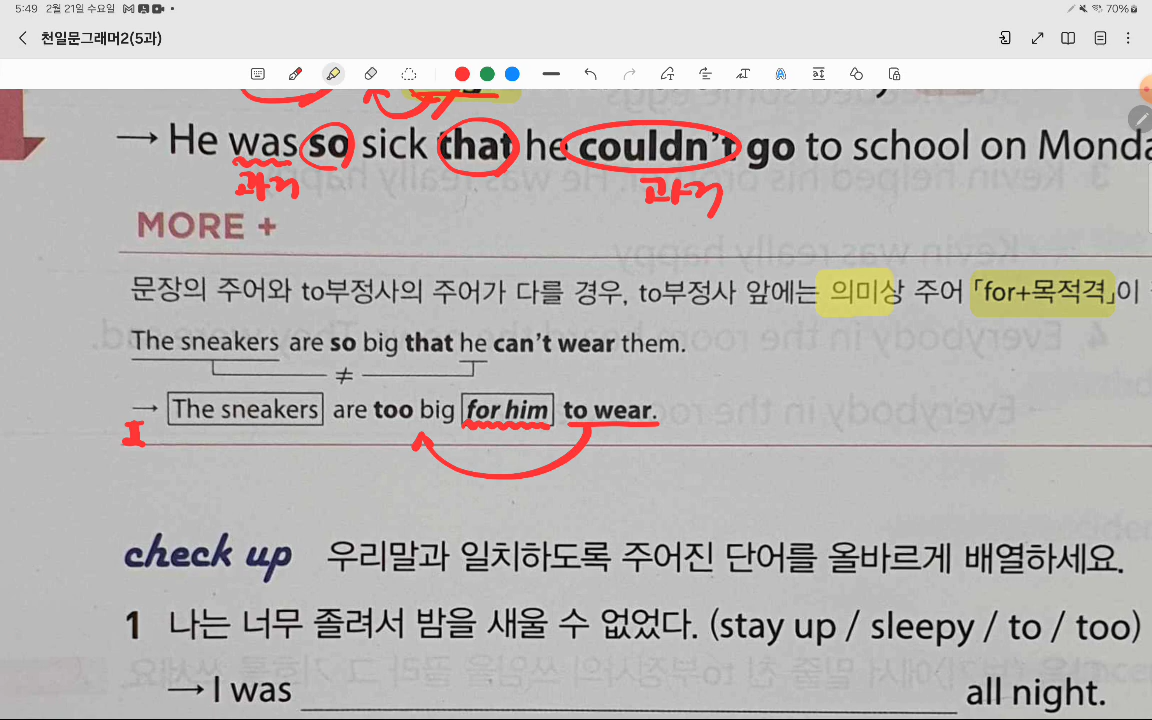 5:49 2월 21일 수요일
70%
천일문그래머2(5과)
→ He was so sick that he couldn't go to school on Monda
과거 과거
MORE +
문장의 주어와 to부정사의 주어가 다를 경우, to부정사 앞에는 의미상 주어 「for+목적격」이
The sneakers are so big that he can't wear them.
≠
→ The sneakers are too big for him to wear.
I
check up 우리말과 일치하도록 주어진 단어를 올바르게 배열하세요.
1 나는 너무 졸려서 밤을 새울 수 없었다. (stay up / sleepy / to / too)
→ I was all night.